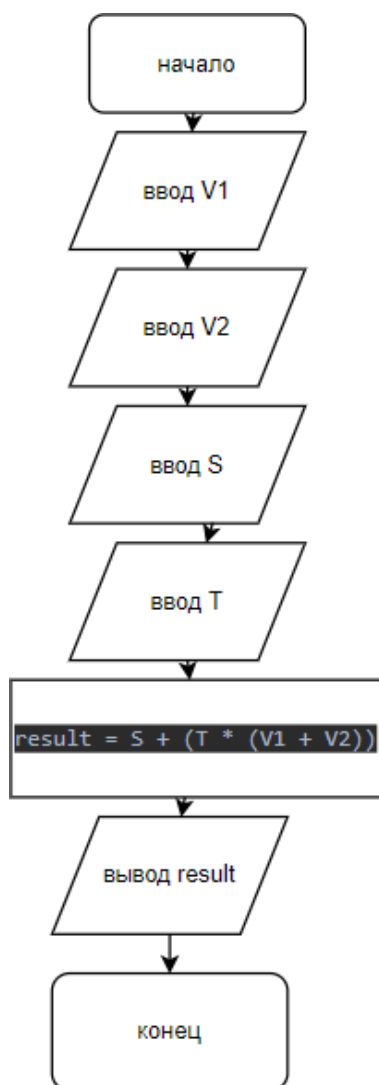 начало
ввод V1
ввод V2
ввод S
ввод T
result = S + (T * (V1 + V2))
вывод result
конец